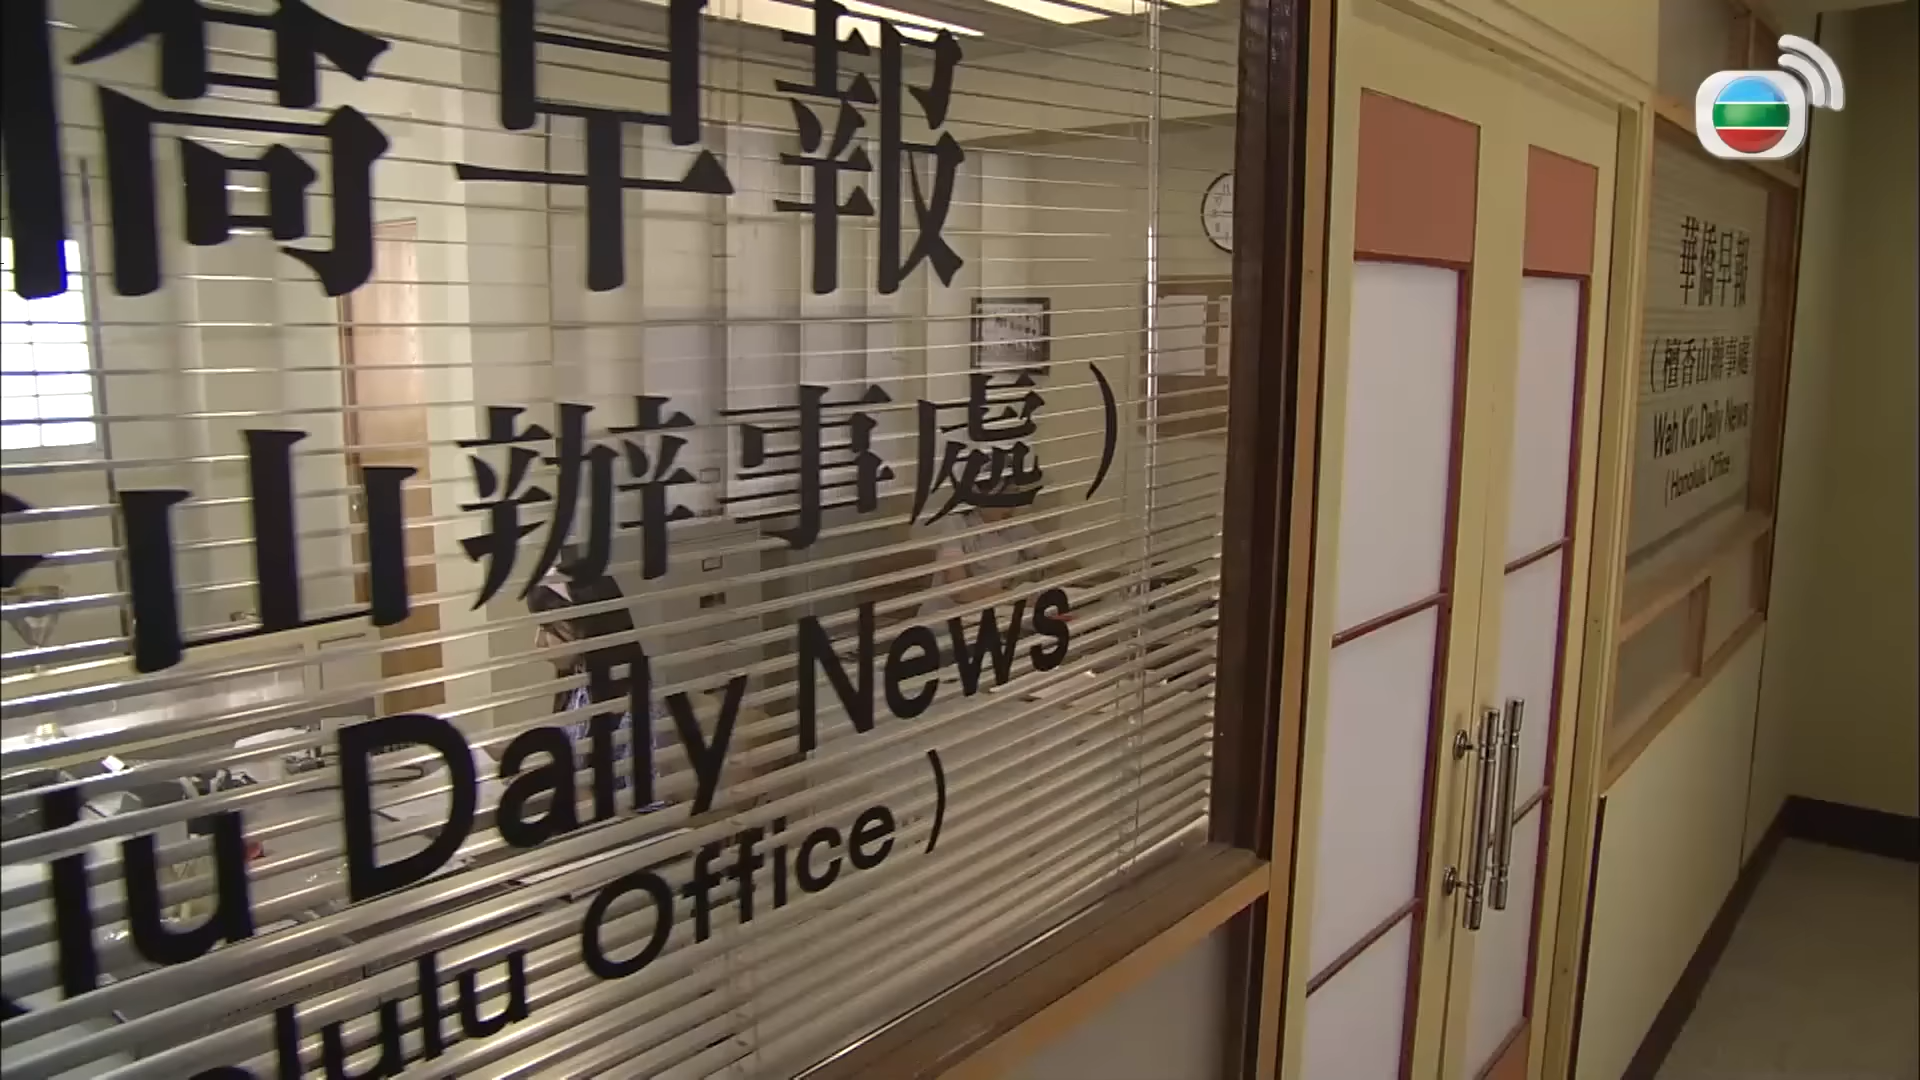 僑早報
山辦事處）
iu Daily News
olulu Office )
華僑早報
（檀香山辦事處
Wah Kiu Daily News
( Honolulu Office